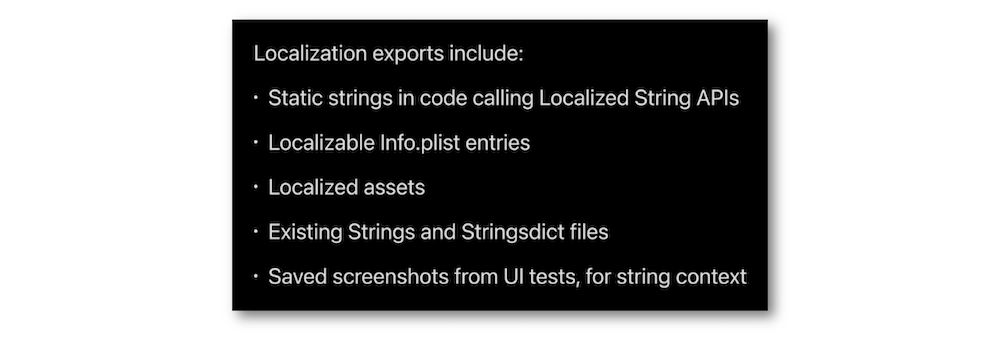 Localization exports include:
• Static strings in code calling Localized String APIs
• Localizable Info.plist entries
• Localized assets
• Existing Strings and Stringsdict files
• Saved screenshots from UI tests, for string context